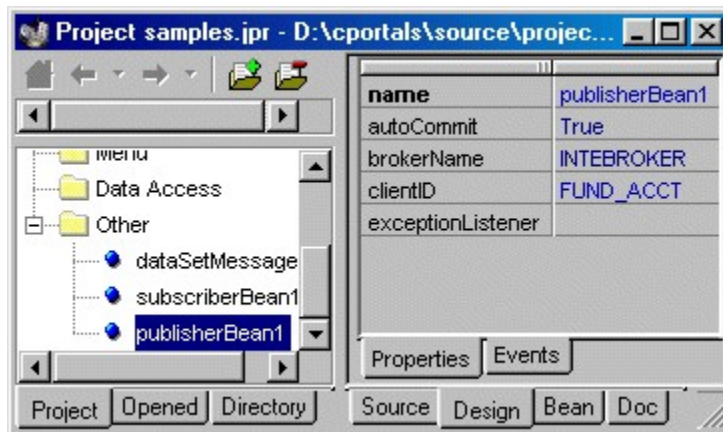 Project samples.jpr - D:\cportals\source\projec...
name publisherBean1
autoCommit True
brokerName INTEBROKER
clientID FUND_ACCT
exceptionListener
Menu
Data Access
Other
dataSetMessage
subscriberBean1
publisherBean1
Properties Events
Project Opened Directory
Source Design Bean Doc